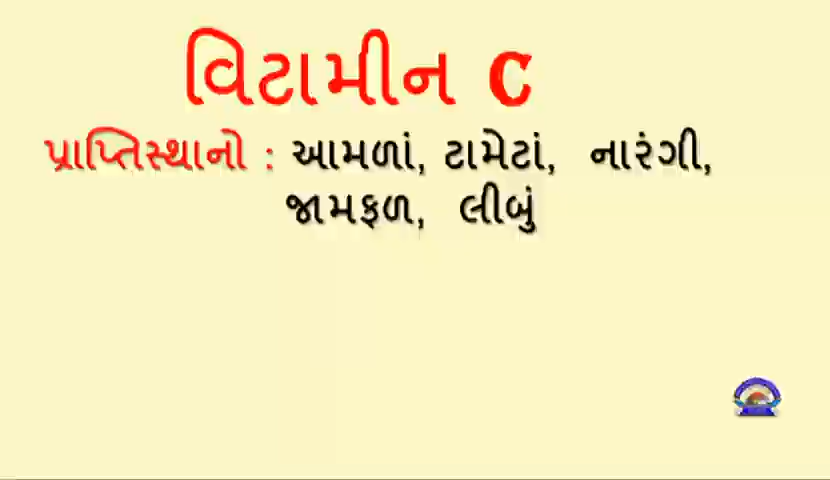 વિટામીન C
પ્રાપ્તિસ્થાનો : આમળાં, ટામેટાં, નારંગી,
જામફળ, લીબું